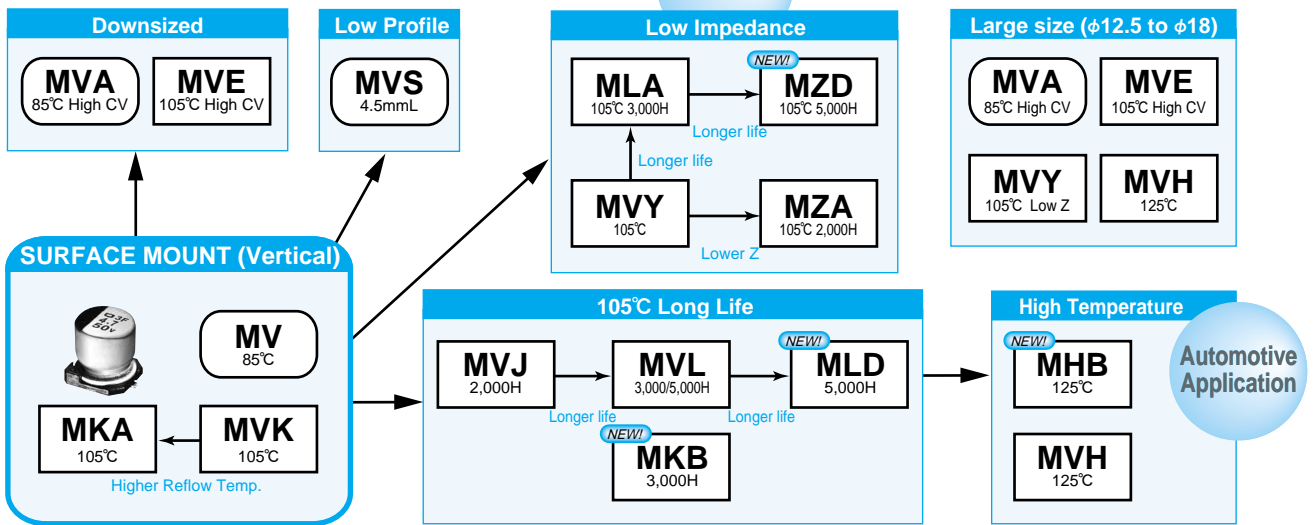 Downsized
MVA
85℃ High CV
MVE
105℃ High CV
Low Profile
MVS
4.5mmL
Low Impedance
MLA
105℃ 3,000H
NEW!
MZD
105℃ 5,000H
Longer life
Longer life
MVY
105℃
MZA
105℃ 2,000H
Lower Z
Large size (φ12.5 to φ18)
MVA
85℃ High CV
MVE
105℃ High CV
MVY
105℃ Low Z
MVH
125℃
SURFACE MOUNT (Vertical)
3F
4.7
50V
MV
85℃
MKA
105℃
MVK
105℃
Higher Reflow Temp.
105℃ Long Life
MVJ
2,000H
Longer life
MVL
3,000/5,000H
Longer life
NEW!
MLD
5,000H
NEW!
MKB
3,000H
High Temperature
NEW!
MHB
125℃
MVH
125℃
Automotive
Application